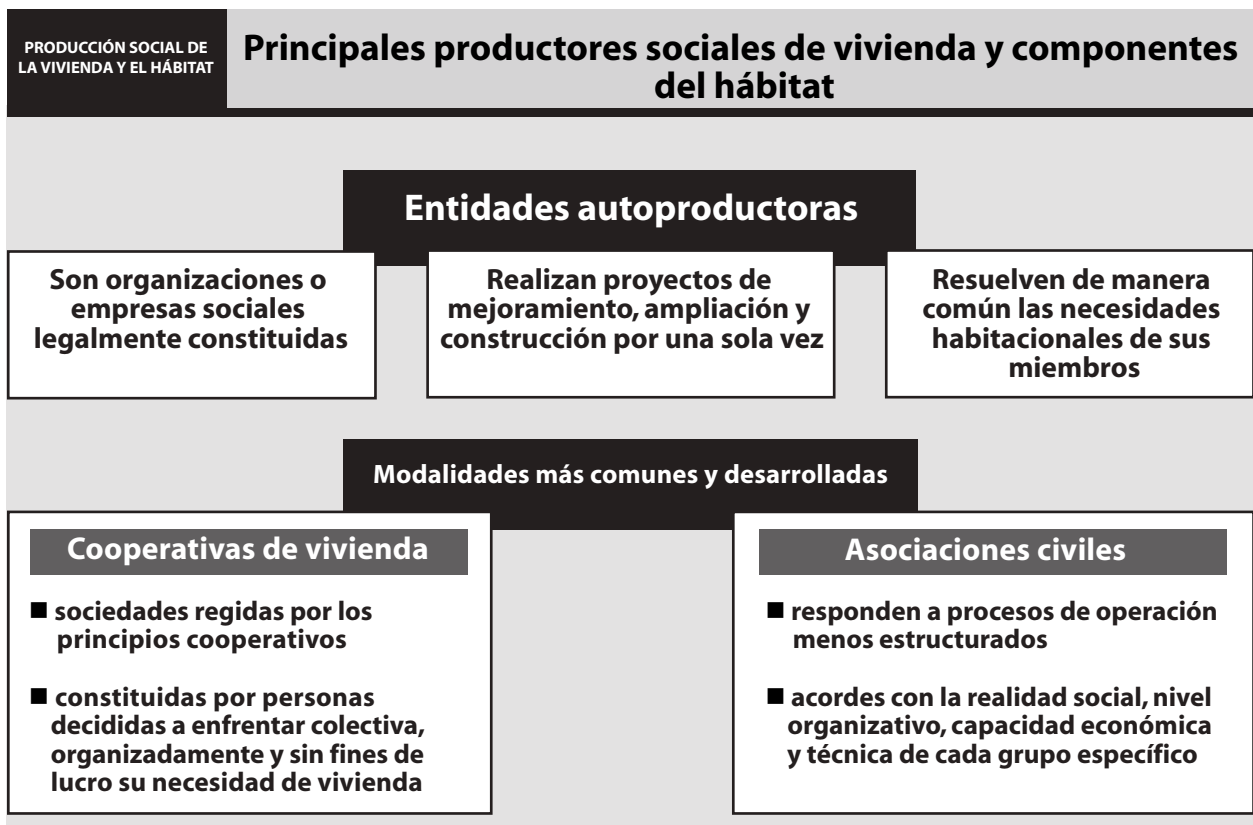 PRODUCCIÓN SOCIAL DE
LA VIVIENDA Y EL HÁBITAT
Principales productores sociales de vivienda y componentes
del hábitat
Entidades autoproductoras
Son organizaciones o
empresas sociales
legalmente constituidas
Realizan proyectos de
mejoramiento, ampliación y
construcción por una sola vez
Resuelven de manera
común las necesidades
habitacionales de sus
miembros
Modalidades más comunes y desarrolladas
Cooperativas de vivienda
■ sociedades regidas por los
principios cooperativos
■ constituidas por personas
decididas a enfrentar colectiva,
organizadamente y sin fines de
lucro su necesidad de vivienda
Asociaciones civiles
■ responden a procesos de operación
menos estructurados
■ acordes con la realidad social, nivel
organizativo, capacidad económica
y técnica de cada grupo específico